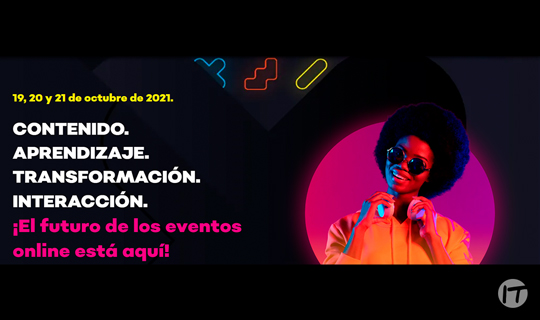 19, 20 y 21 de octubre de 2021.
CONTENIDO.
APRENDIZAJE.
TRANSFORMACIÓN.
INTERACCIÓN.
¡El futuro de los eventos
online está aquí!
IT